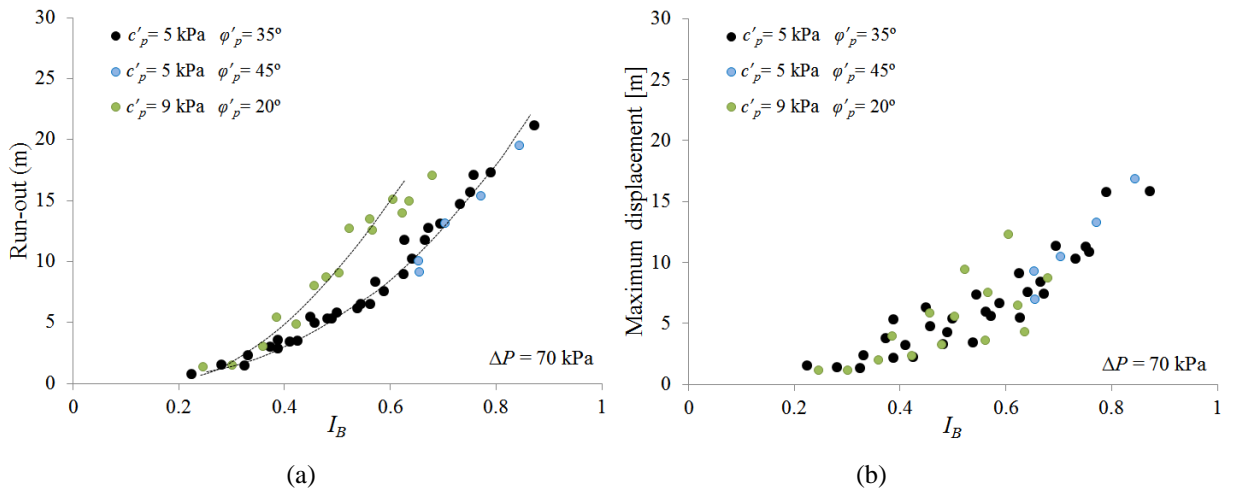 30
25
20
15
10
5
0
Run-out (m)
c'p= 5 kPa φ'p= 35º
c'p= 5 kPa φ'p= 45º
c'p= 9 kPa φ'p= 20º
ΔP = 70 kPa
0 0.2 0.4 0.6 0.8 1
IB
(a)
30
25
20
15
10
5
0
Maximum displacement [m]
c'p= 5 kPa φ'p= 35º
c'p= 5 kPa φ'p= 45º
c'p= 9 kPa φ'p= 20º
ΔP = 70 kPa
0 0.2 0.4 0.6 0.8 1
IB
(b)